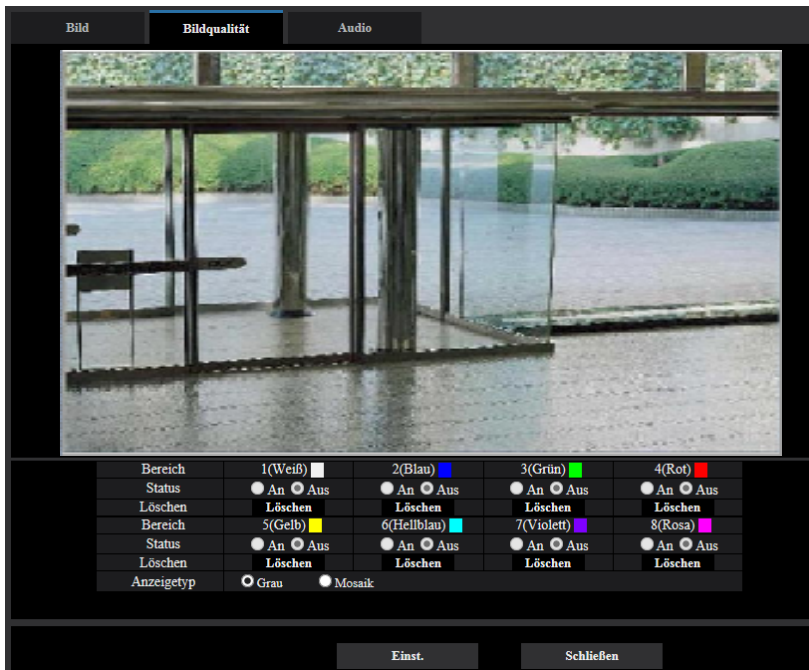 Bild Bildqualität Audio
Bereich 1(Weiß) 2(Blau) 3(Grün) 4(Rot)
Status An Aus An Aus An Aus An Aus
Löschen Löschen Löschen Löschen Löschen
Bereich 5(Gelb) 6(Hellblau) 7(Violett) 8(Rosa)
Status An Aus An Aus An Aus An Aus
Löschen Löschen Löschen Löschen Löschen
Anzeigetyp Grau Mosaik
Einst. Schließen